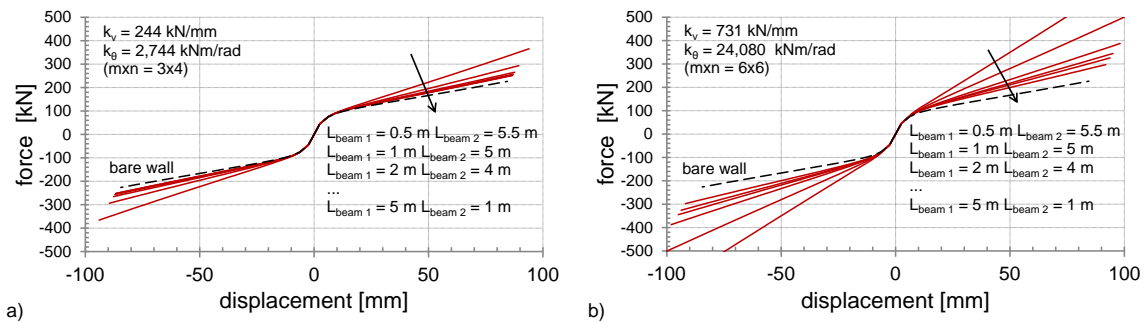 500
400
300
200
100
0
-100
-200
-300
-400
-500
force [kN]
k_v = 244 kN/mm
k_θ = 2,744 kNm/rad
(mxn = 3x4)
bare wall
L_beam 1 = 0.5 m L_beam 2 = 5.5 m
L_beam 1 = 1 m L_beam 2 = 5 m
L_beam 1 = 2 m L_beam 2 = 4 m
...
L_beam 1 = 5 m L_beam 2 = 1 m
-100 -50 0 50 100
displacement [mm]
a)
500
400
300
200
100
0
-100
-200
-300
-400
-500
force [kN]
k_v = 731 kN/mm
k_θ = 24,080 kNm/rad
(mxn = 6x6)
bare wall
L_beam 1 = 0.5 m L_beam 2 = 5.5 m
L_beam 1 = 1 m L_beam 2 = 5 m
L_beam 1 = 2 m L_beam 2 = 4 m
...
L_beam 1 = 5 m L_beam 2 = 1 m
-100 -50 0 50 100
displacement [mm]
b)